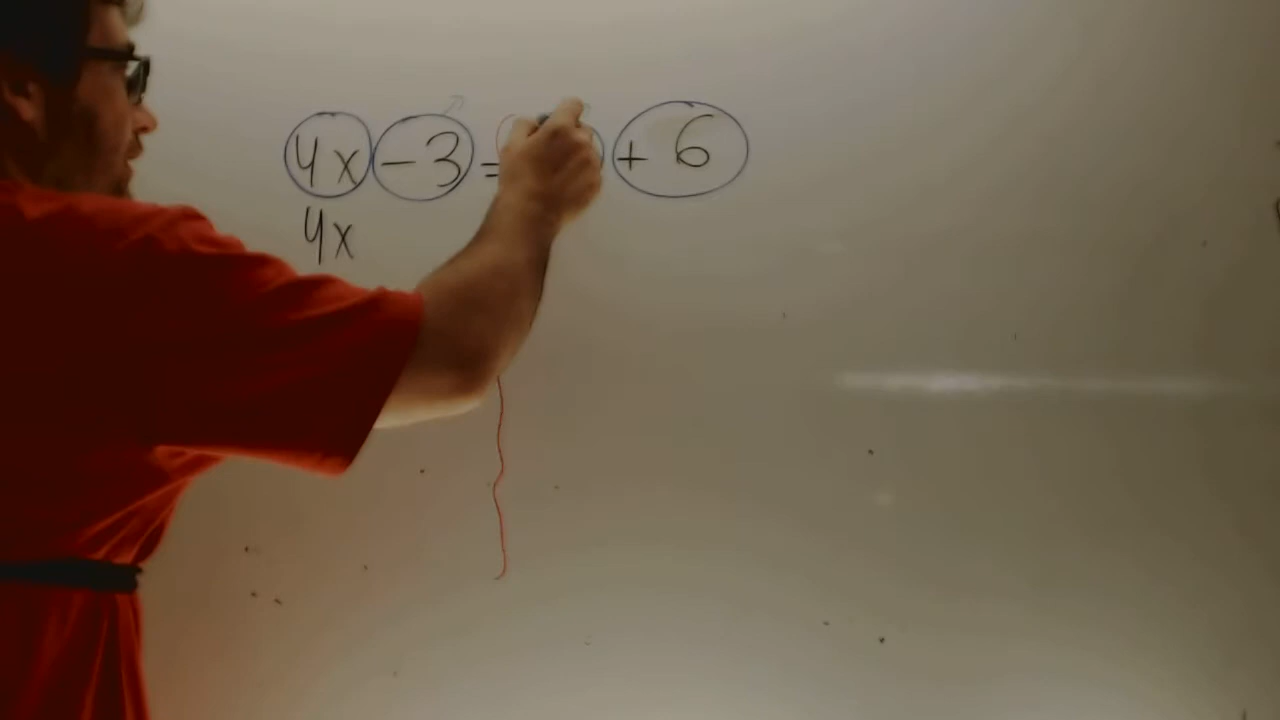 4x - 3 = + 6
4x